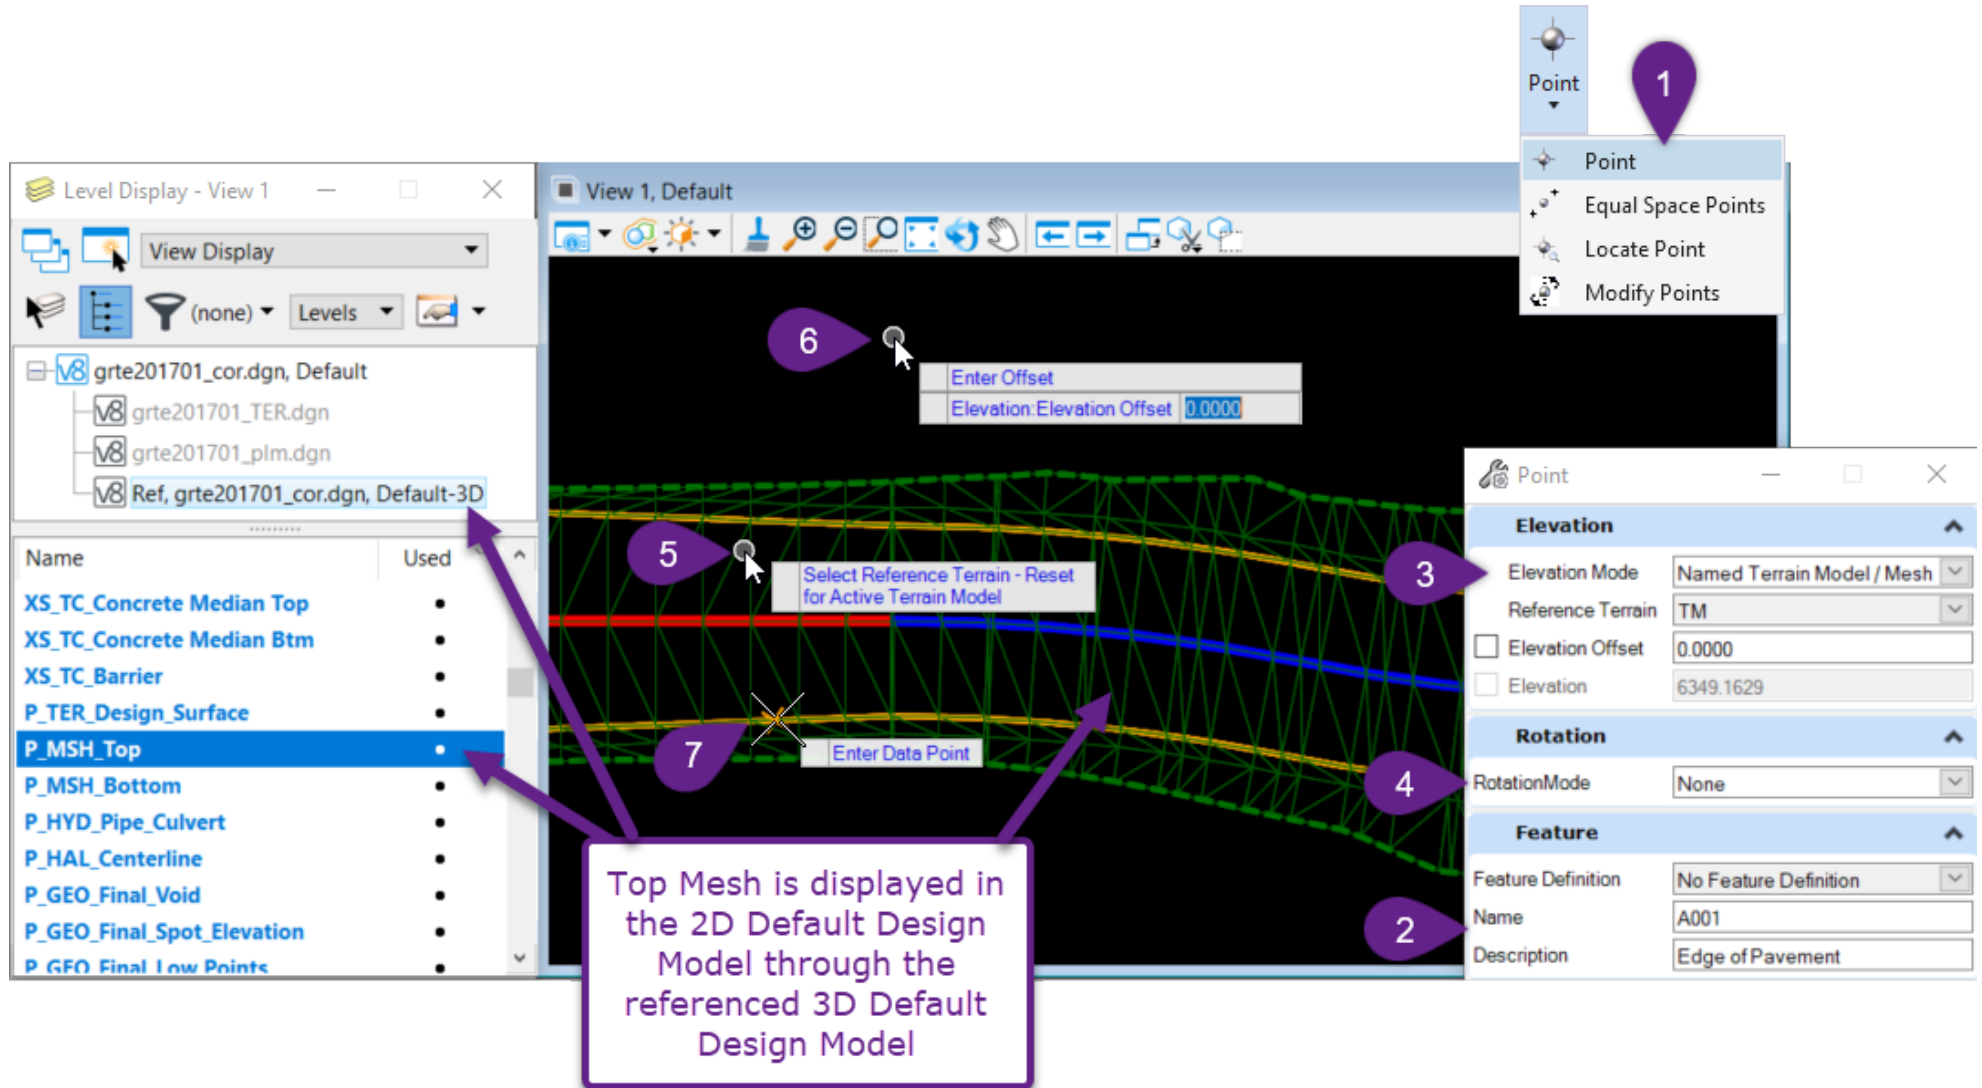 Point
1
Point
Equal Space Points
Locate Point
Modify Points
Level Display - View 1
View Display
(none)
Levels
V8 grte201701_cor.dgn, Default
V8 grte201701_TER.dgn
V8 grte201701_plm.dgn
V8 Ref, grte201701_cor.dgn, Default-3D
Name Used
XS_TC_Concrete Median Top
XS_TC_Concrete Median Btm
XS_TC_Barrier
P_TER_Design_Surface
P_MSH_Top
P_MSH_Bottom
P_HYD_Pipe_Culvert
P_HAL_Centerline
P_GEO_Final_Void
P_GEO_Final_Spot_Elevation
P_GEO_Final_Low Points
View 1, Default
6
Enter Offset
Elevation:Elevation Offset 0.0000
5
Select Reference Terrain - Reset
for Active Terrain Model
7
Enter Data Point
Top Mesh is displayed in
the 2D Default Design
Model through the
referenced 3D Default
Design Model
Point
Elevation
3
Elevation Mode Named Terrain Model / Mesh
Reference Terrain TM
Elevation Offset 0.0000
Elevation 6349.1629
Rotation
4
RotationMode None
Feature
Feature Definition No Feature Definition
2
Name A001
Description Edge of Pavement